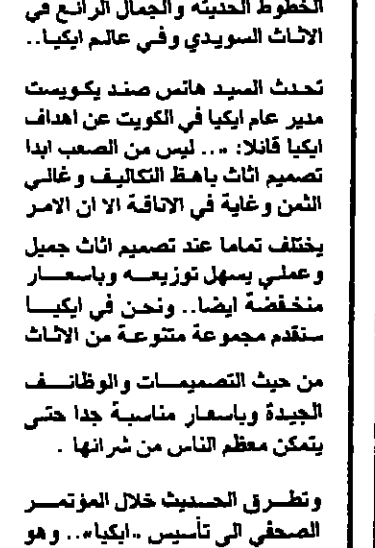 الخطوط الحديثه والجمال الرائع في
الاثاث السويدي وفي عالم ايكيا..
تحدث السيد هانس صند يكويست
مدير عام ايكيا في الكويت عن اهداف
ايكيا قائلا: «... ليس من الصعب ابدا
تصميم اثاث باهظ التكاليف وغالي
الثمن وغاية في الاناقة الا ان الامر
يختلف تماما عند تصميم اثاث جميل
وعملي يسهل توزيعه وباسعار
منخفضة ايضا.. ونحن في ايكيا
سنقدم مجموعة متنوعة من الاثاث
من حيث التصميمات والوظائف
الجيدة وباسعار مناسبة جدا حتى
يتمكن معظم الناس من شرائها .
وتطرق الحديث خلال المؤتمر
الصحفي الى تأسيس «ايكيا».. وهو